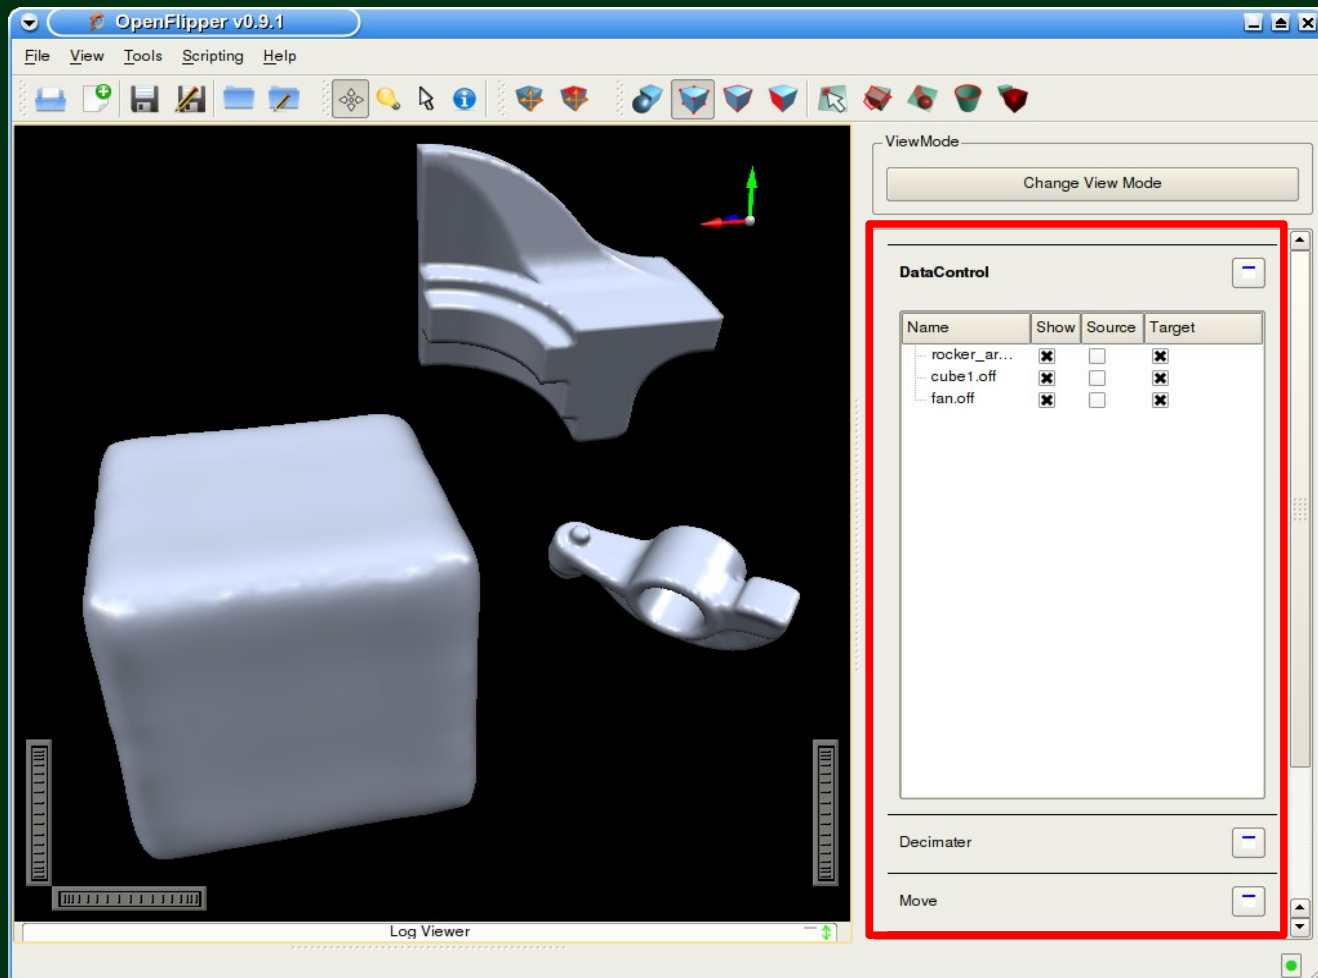 OpenFlipper v0.9.1
File View Tools Scripting Help
ViewMode
Change View Mode
DataControl
Name Show Source Target
rocker_ar...
cube1.off
fan.off
Decimater
Move
Log Viewer